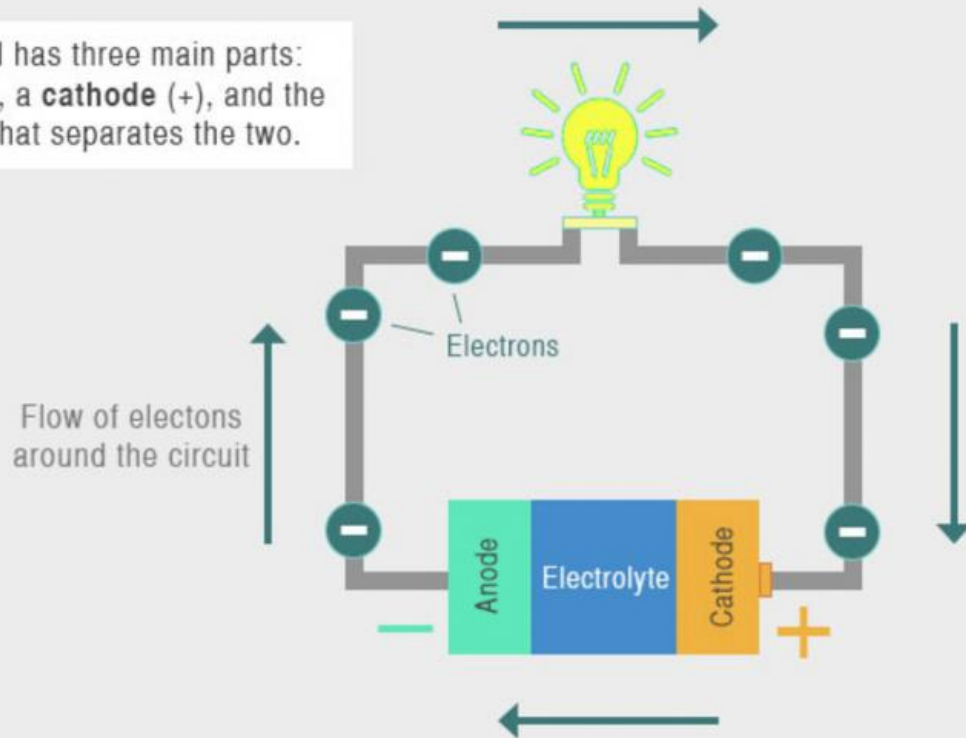 has three main parts:
, a cathode (+), and the
hat separates the two.
Electrons
Flow of electons
around the circuit
Anode
Electrolyte
Cathode
−
+